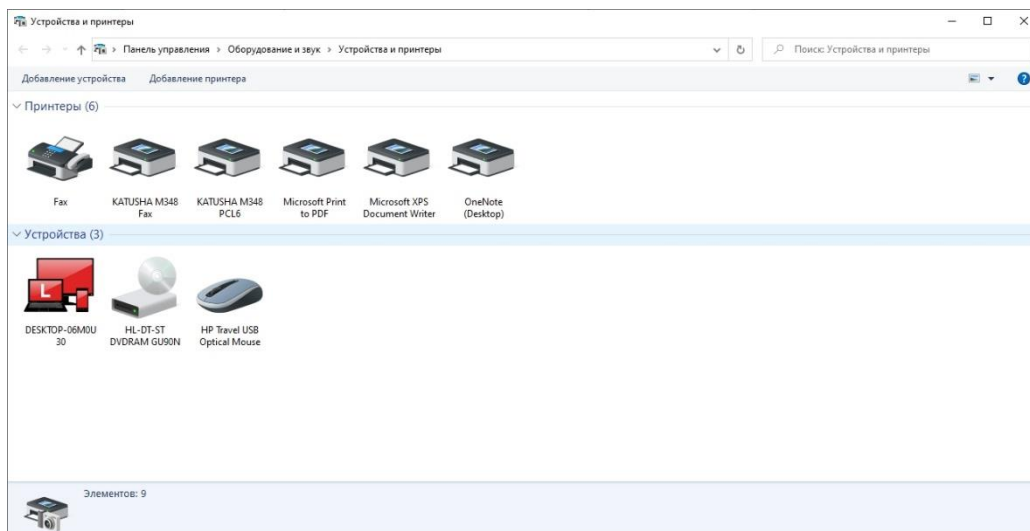 Устройства и принтеры
Панель управления > Оборудование и звук > Устройства и принтеры
Поиск: Устройства и принтеры
Добавление устройства Добавление принтера
Принтеры (6)
Fax
KATUSHA M348
Fax
KATUSHA M348
PCL6
Microsoft Print
to PDF
Microsoft XPS
Document Writer
OneNote
(Desktop)
Устройства (3)
L
DESKTOP-06M0U
30
HL-DT-ST
DVDRAM GU90N
HP Travel USB
Optical Mouse
Элементов: 9